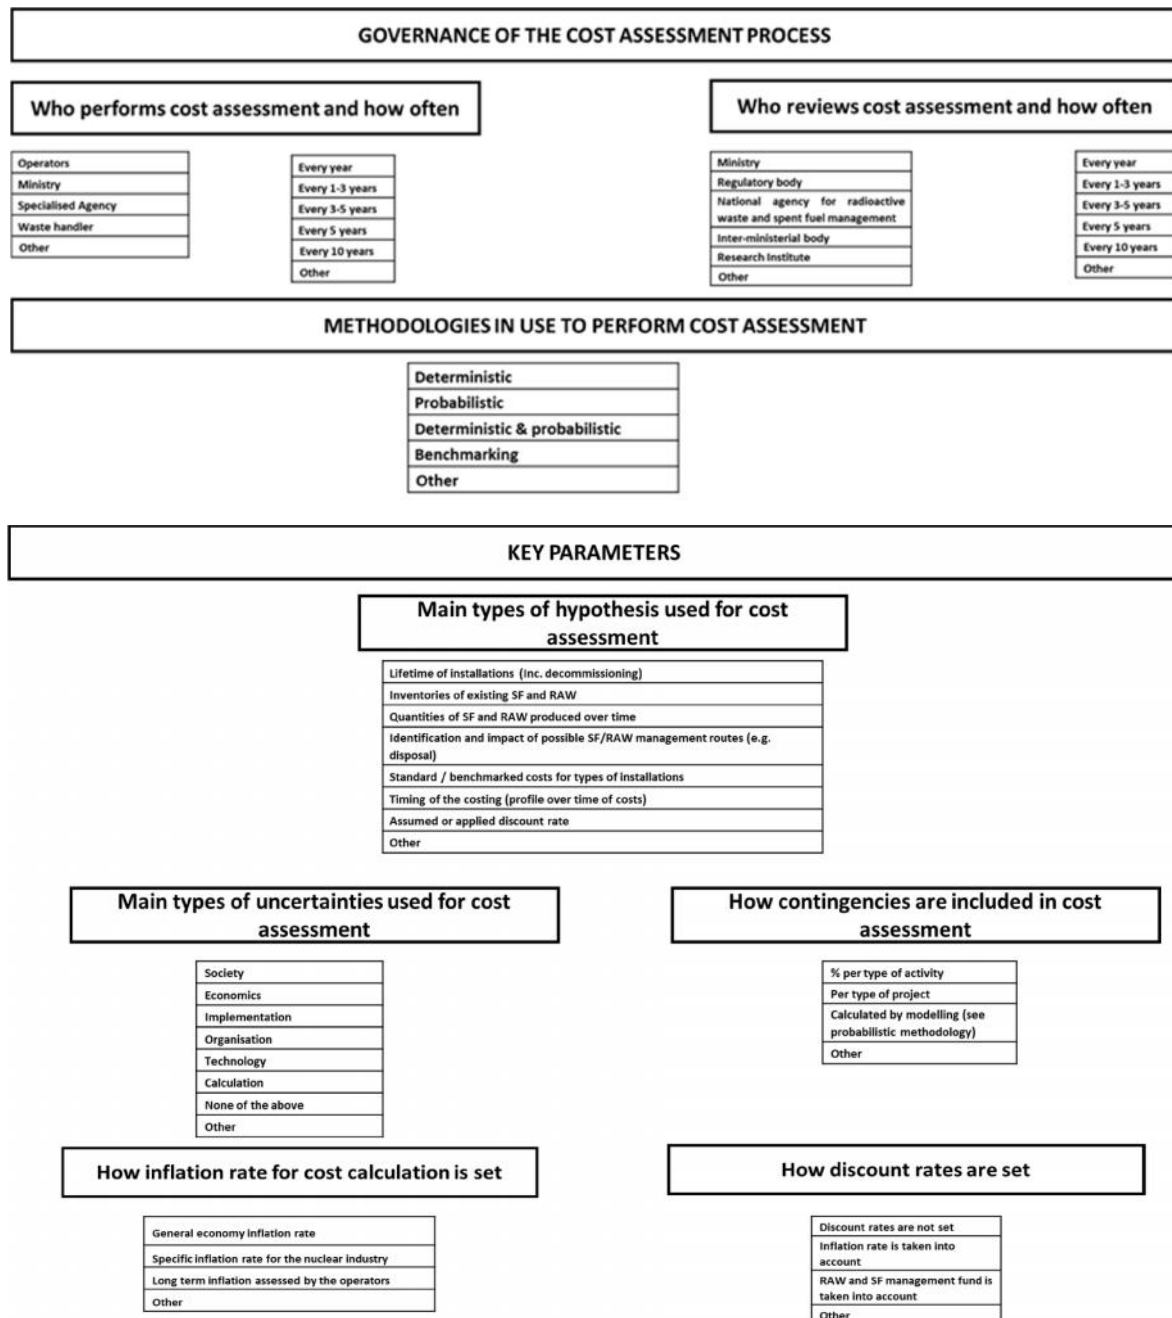 GOVERNANCE OF THE COST ASSESSMENT PROCESS
Who performs cost assessment and how often
Operators
Ministry
Specialised Agency
Waste handler
Other
Every year
Every 1-3 years
Every 3-5 years
Every 5 years
Every 10 years
Other
Who reviews cost assessment and how often
Ministry
Regulatory body
National agency for radioactive
waste and spent fuel management
Inter-ministerial body
Research Institute
Other
Every year
Every 1-3 years
Every 3-5 years
Every 5 years
Every 10 years
Other
METHODOLOGIES IN USE TO PERFORM COST ASSESSMENT
Deterministic
Probabilistic
Deterministic & probabilistic
Benchmarking
Other
KEY PARAMETERS
Main types of hypothesis used for cost
assessment
Lifetime of installations (Inc. decommissioning)
Inventories of existing SF and RAW
Quantities of SF and RAW produced over time
Identification and impact of possible SF/RAW management routes (e.g.
disposal)
Standard / benchmarked costs for types of installations
Timing of the costing (profile over time of costs)
Assumed or applied discount rate
Other
Main types of uncertainties used for cost
assessment
Society
Economics
Implementation
Organisation
Technology
Calculation
None of the above
Other
How contingencies are included in cost
assessment
% per type of activity
Per type of project
Calculated by modelling (see
probabilistic methodology)
Other
How inflation rate for cost calculation is set
General economy inflation rate
Specific inflation rate for the nuclear industry
Long term inflation assessed by the operators
Other
How discount rates are set
Discount rates are not set
Inflation rate is taken into
account
RAW and SF management fund is
taken into account
Other